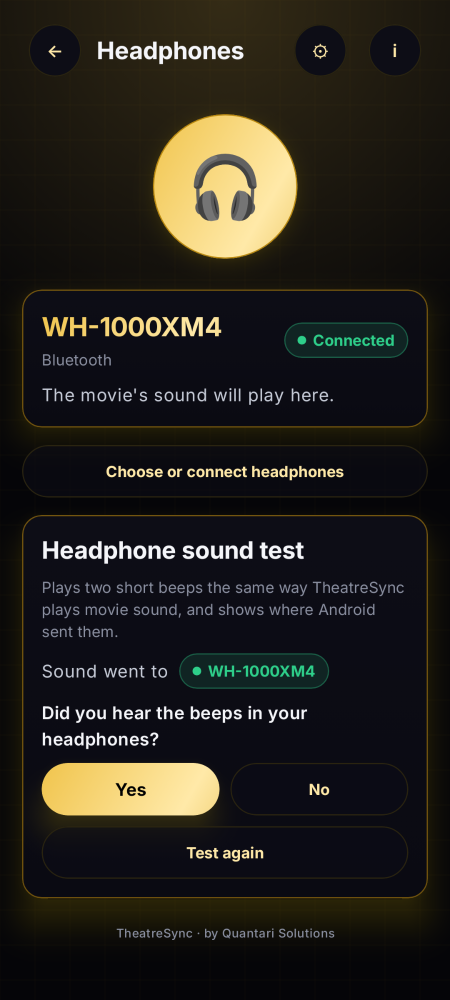 Headphones
i
WH-1000XM4
Connected
Bluetooth
The movie's sound will play here.
Choose or connect headphones
Headphone sound test
Plays two short beeps the same way TheatreSync
plays movie sound, and shows where Android
sent them.
Sound went to
WH-1000XM4
Did you hear the beeps in your
headphones?
Yes
No
Test again
TheatreSync · by Quantari Solutions